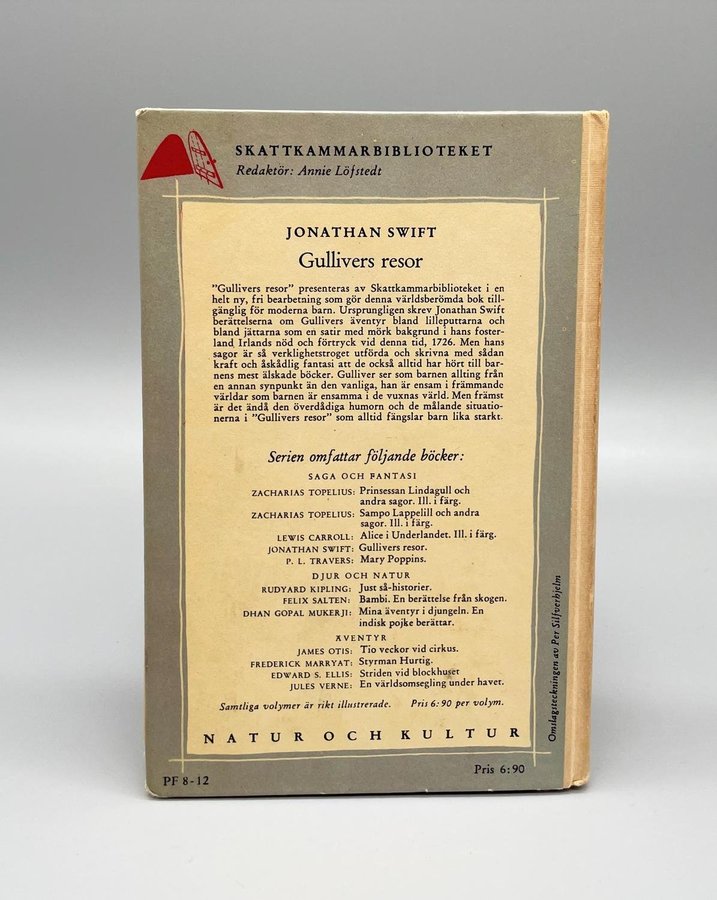 SKATTKAMMARBIBLIOTEKET
Redaktör: Annie Löfstedt
JONATHAN SWIFT
Gullivers resor
"Gullivers resor" presenteras av Skattkammarbiblioteket i en
helt ny, fri bearbetning som gör denna världsberömda bok till-
gänglig för moderna barn. Ursprungligen skrev Jonathan Swift
berättelserna om Gullivers äventyr bland lilleputtarna och
bland jättarna som en satir med mörk bakgrund i hans foster-
land Irlands nöd och förtryck vid denna tid, 1726. Men hans
sagor är så verklighetstroget utförda och skrivna med sådan
kraft och åskådlig fantasi att de också alltid har hört till bar-
nens mest älskade böcker. Gulliver ser som barnen allting från
en annan synpunkt än den vanliga, han är ensam i främmande
världar som barnen är ensamma i de vuxnas värld. Men främst
är det ändå den överdådiga humorn och de målande situatio-
nerna i "Gullivers resor" som alltid fängslar barn lika starkt.
Serien omfattar följande böcker:
SAGA OCH FANTASI
ZACHARIAS TOPELIUS: Prinsessan Lindagull och
andra sagor. Ill. i färg.
ZACHARIAS TOPELIUS: Sampo Lappelill och andra
sagor. Ill. i färg.
LEWIS CARROLL: Alice i Underlandet. Ill. i färg.
JONATHAN SWIFT: Gullivers resor.
P. L. TRAVERS: Mary Poppins.
DJUR OCH NATUR
RUDYARD KIPLING: Just så-historier.
FELIX SALTEN: Bambi. En berättelse från skogen.
DHAN GOPAL MUKERJI: Mina äventyr i djungeln. En
indisk pojke berättar.
ÄVENTYR
JAMES OTIS: Tio veckor vid cirkus.
FREDERICK MARRYAT: Styrman Hurtig.
EDWARD S. ELLIS: Striden vid blockhuset
JULES VERNE: En världsomsegling under havet.
Samtliga volymer är rikt illustrerade. Pris 6:90 per volym.
NATUR OCH KULTUR
PF 8-12
Pris 6:90
Omslagsteckningen av Per Silfverhjelm